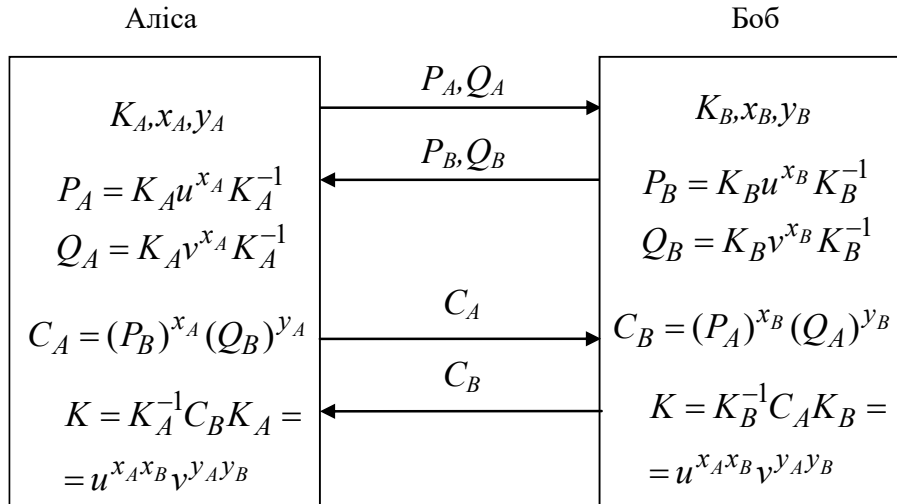 Аліса Боб
P_A,Q_A
K_A,x_A,y_A K_B,x_B,y_B
P_B,Q_B
P_A = K_A u^{x_A} K_A^{-1} P_B = K_B u^{x_B} K_B^{-1}
Q_A = K_A v^{x_A} K_A^{-1} Q_B = K_B v^{x_B} K_B^{-1}
C_A
C_A = (P_B)^{x_A} (Q_B)^{y_A} C_B = (P_A)^{x_B} (Q_A)^{y_B}
C_B
K = K_A^{-1} C_B K_A = K = K_B^{-1} C_A K_B =
= u^{x_A x_B} v^{y_A y_B} = u^{x_A x_B} v^{y_A y_B}